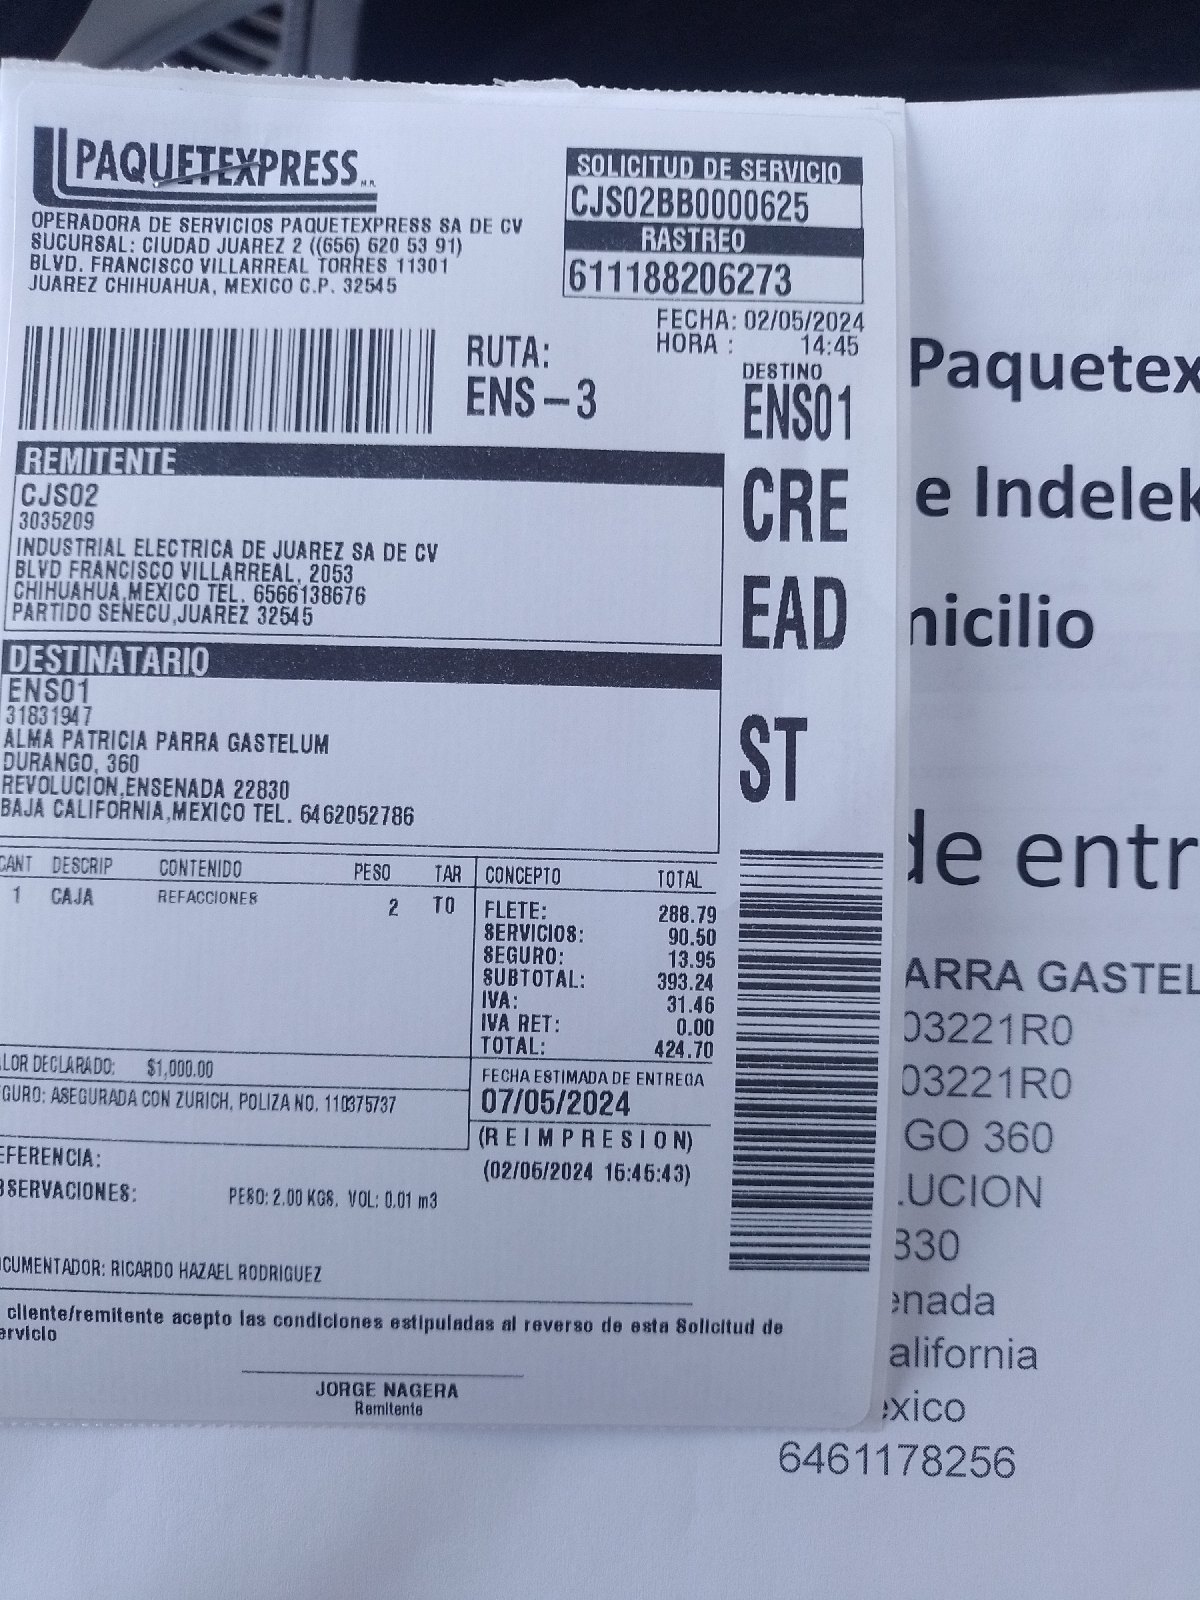 PAQUETEXPRESS M.R.
OPERADORA DE SERVICIOS PAQUETEXPRESS SA DE CV
SUCURSAL: CIUDAD JUAREZ 2 ((656) 620 53 91)
BLVD. FRANCISCO VILLARREAL TORRES 11301
JUAREZ CHIHUAHUA, MEXICO C.P. 32545
SOLICITUD DE SERVICIO
CJS02BB0000625
RASTREO
611188206273
FECHA: 02/05/2024
HORA : 14:45
RUTA:
ENS-3
DESTINO
ENS01
CRE
EAD
ST
REMITENTE
CJS02
3035209
INDUSTRIAL ELECTRICA DE JUAREZ SA DE CV
BLVD FRANCISCO VILLARREAL, 2053
CHIHUAHUA,MEXICO TEL. 6566138676
PARTIDO SENECU,JUAREZ 32545
DESTINATARIO
ENS01
31831947
ALMA PATRICIA PARRA GASTELUM
DURANGO, 360
REVOLUCION,ENSENADA 22830
BAJA CALIFORNIA,MEXICO TEL. 6462052786
CANT DESCRIP CONTENIDO PESO TAR
1 CAJA REFACCIONES 2 T0
CONCEPTO TOTAL
FLETE: 288.79
SERVICIOS: 90.50
SEGURO: 13.95
SUBTOTAL: 393.24
IVA: 31.46
IVA RET: 0.00
TOTAL: 424.70
LOR DECLARADO: $1,000.00
GURO: ASEGURADA CON ZURICH, POLIZA NO. 110375737
FECHA ESTIMADA DE ENTREGA
07/05/2024
(REIMPRESION)
(02/05/2024 15:45:43)
EFERENCIA:
BSERVACIONES: PESO: 2.00 KGS. VOL: 0.01 m3
OCUMENTADOR: RICARDO HAZAEL RODRIGUEZ
cliente/remitente acepto las condiciones estipuladas al reverso de esta Solicitud de
ervicio
JORGE NAGERA
Remitente
Paquetex
e Indelek
nicilio
de entr
ARRA GASTEL
03221R0
03221R0
GO 360
LUCION
830
enada
alifornia
exico
6461178256